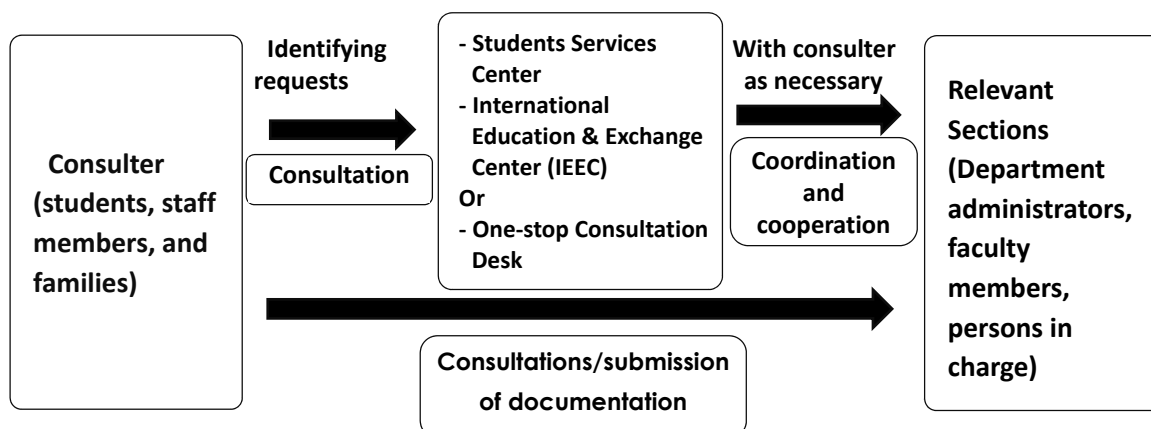 Consulter
(students, staff
members, and
families)
Identifying
requests
Consultation
- Students Services
Center
- International
Education & Exchange
Center (IEEC)
Or
- One-stop Consultation
Desk
With consulter
as necessary
Coordination
and
cooperation
Relevant
Sections
(Department
administrators,
faculty
members,
persons in
charge)
Consultations/submission
of documentation